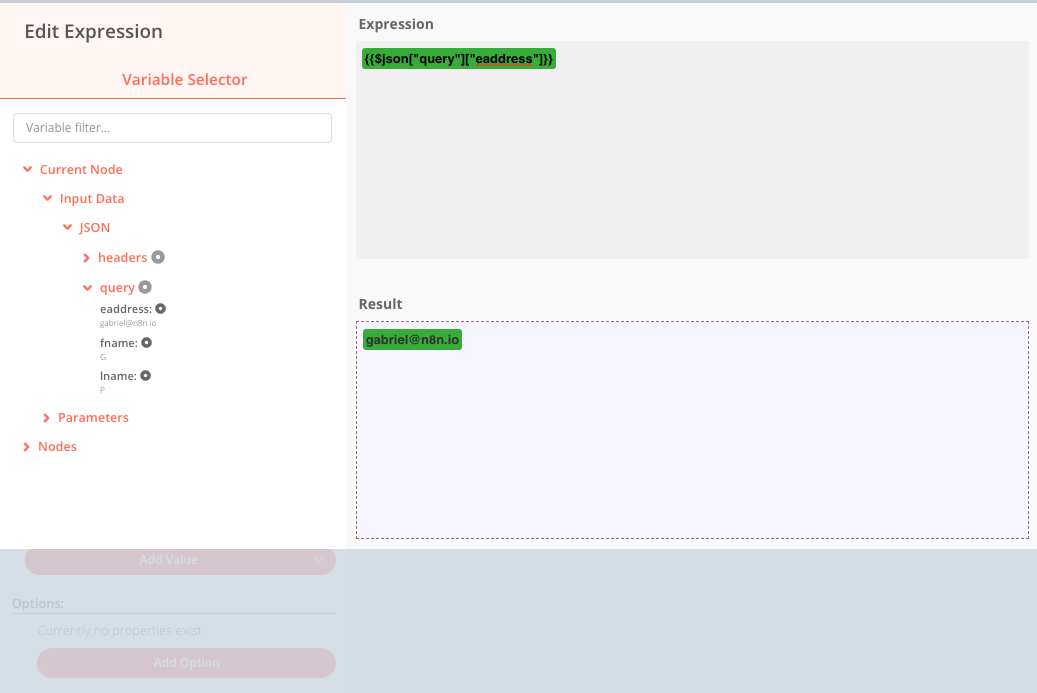 Edit Expression
Variable Selector
Variable filter...
Current Node
Input Data
JSON
headers
query
eaddress:
gabriel@n8n.io
fname:
G
lname:
P
Parameters
Nodes
Expression
{{$json["query"]["eaddress"]}}
Result
gabriel@n8n.io
Add Value
Options:
Currently no properties exist
Add Option